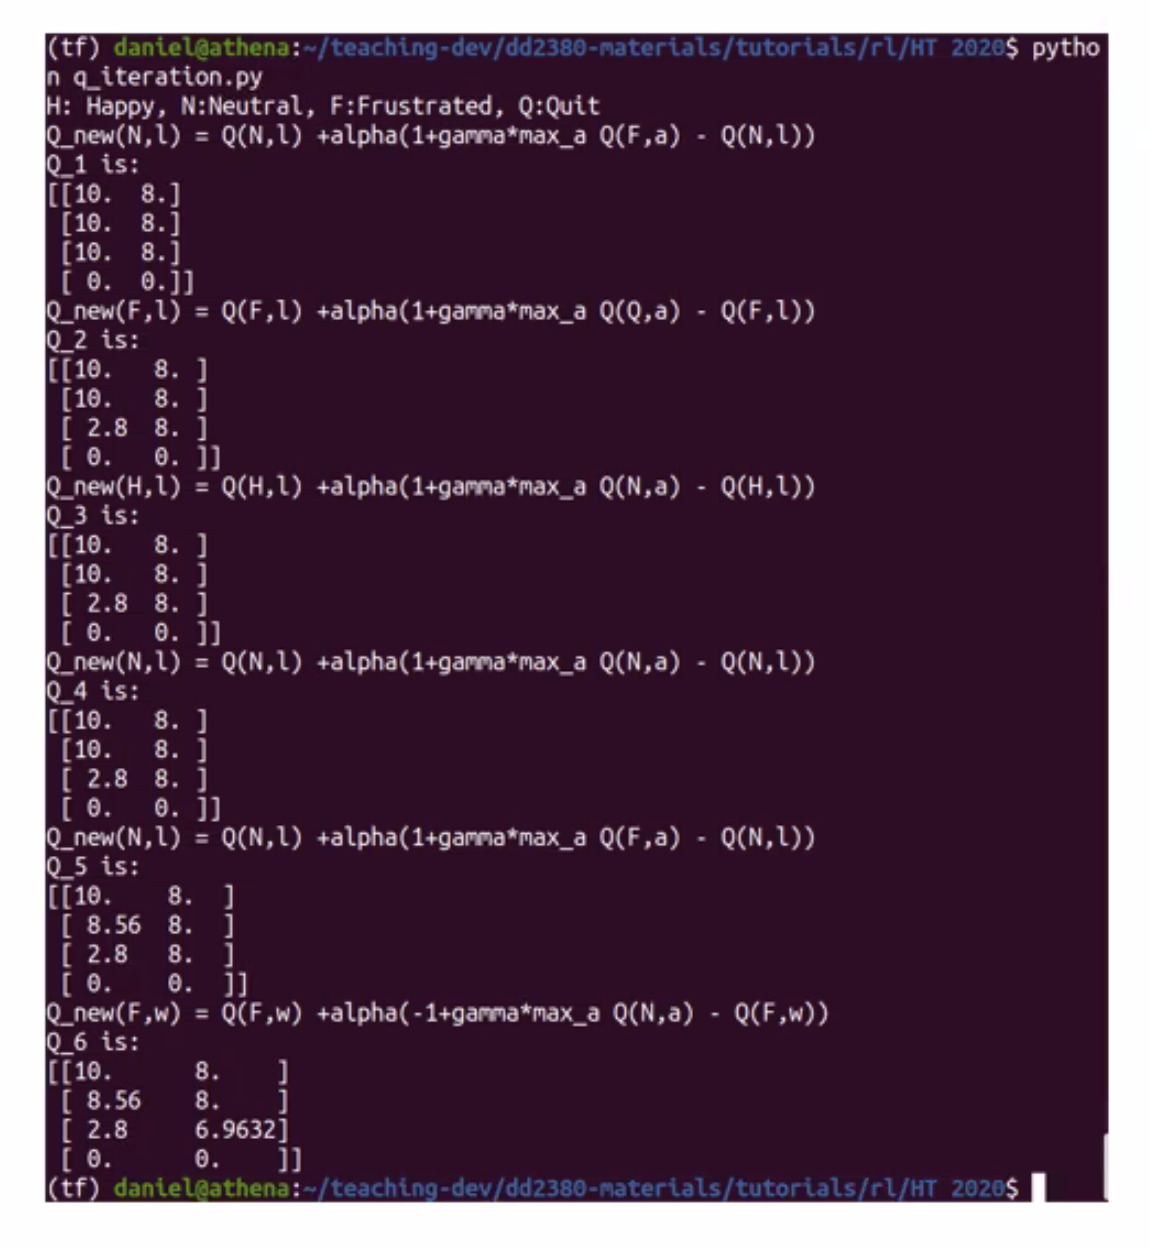 (tf) daniel@athena:~/teaching-dev/dd2380-materials/tutorials/rl/HT 2020$ pytho
n q_iteration.py
H: Happy, N:Neutral, F:Frustrated, Q:Quit
Q_new(N,l) = Q(N,l) +alpha(1+gamma*max_a Q(F,a) - Q(N,l))
Q_1 is:
[[10.  8.]
 [10.  8.]
 [10.  8.]
 [ 0.  0.]]
Q_new(F,l) = Q(F,l) +alpha(1+gamma*max_a Q(Q,a) - Q(F,l))
Q_2 is:
[[10.   8. ]
 [10.   8. ]
 [ 2.8  8. ]
 [ 0.   0. ]]
Q_new(H,l) = Q(H,l) +alpha(1+gamma*max_a Q(N,a) - Q(H,l))
Q_3 is:
[[10.   8. ]
 [10.   8. ]
 [ 2.8  8. ]
 [ 0.   0. ]]
Q_new(N,l) = Q(N,l) +alpha(1+gamma*max_a Q(N,a) - Q(N,l))
Q_4 is:
[[10.   8. ]
 [10.   8. ]
 [ 2.8  8. ]
 [ 0.   0. ]]
Q_new(N,l) = Q(N,l) +alpha(1+gamma*max_a Q(F,a) - Q(N,l))
Q_5 is:
[[10.    8.  ]
 [ 8.56  8.  ]
 [ 2.8   8.  ]
 [ 0.    0.  ]]
Q_new(F,w) = Q(F,w) +alpha(-1+gamma*max_a Q(N,a) - Q(F,w))
Q_6 is:
[[10.      8.    ]
 [ 8.56    8.    ]
 [ 2.8     6.9632]
 [ 0.      0.    ]]
(tf) daniel@athena:~/teaching-dev/dd2380-materials/tutorials/rl/HT 2020$